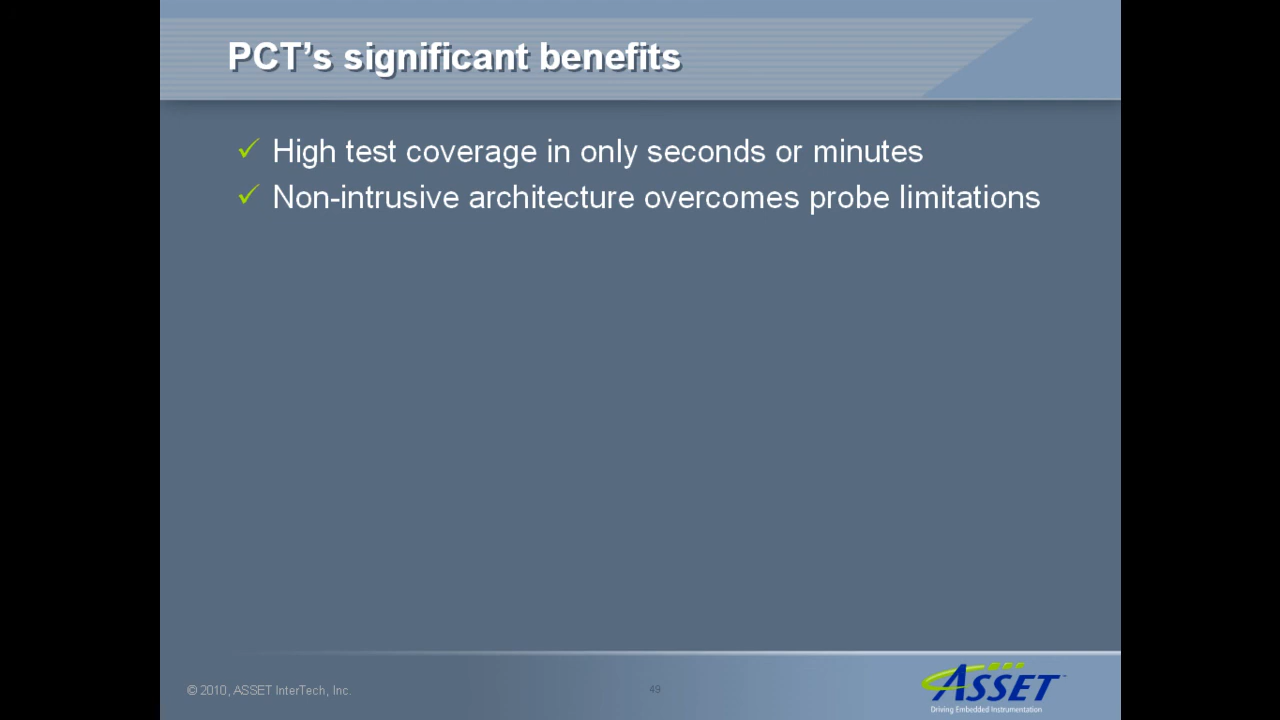 PCT's significant benefits
✓ High test coverage in only seconds or minutes
✓ Non-intrusive architecture overcomes probe limitations
© 2010, ASSET InterTech, Inc.
49
ASSET™
Driving Embedded Instrumentation